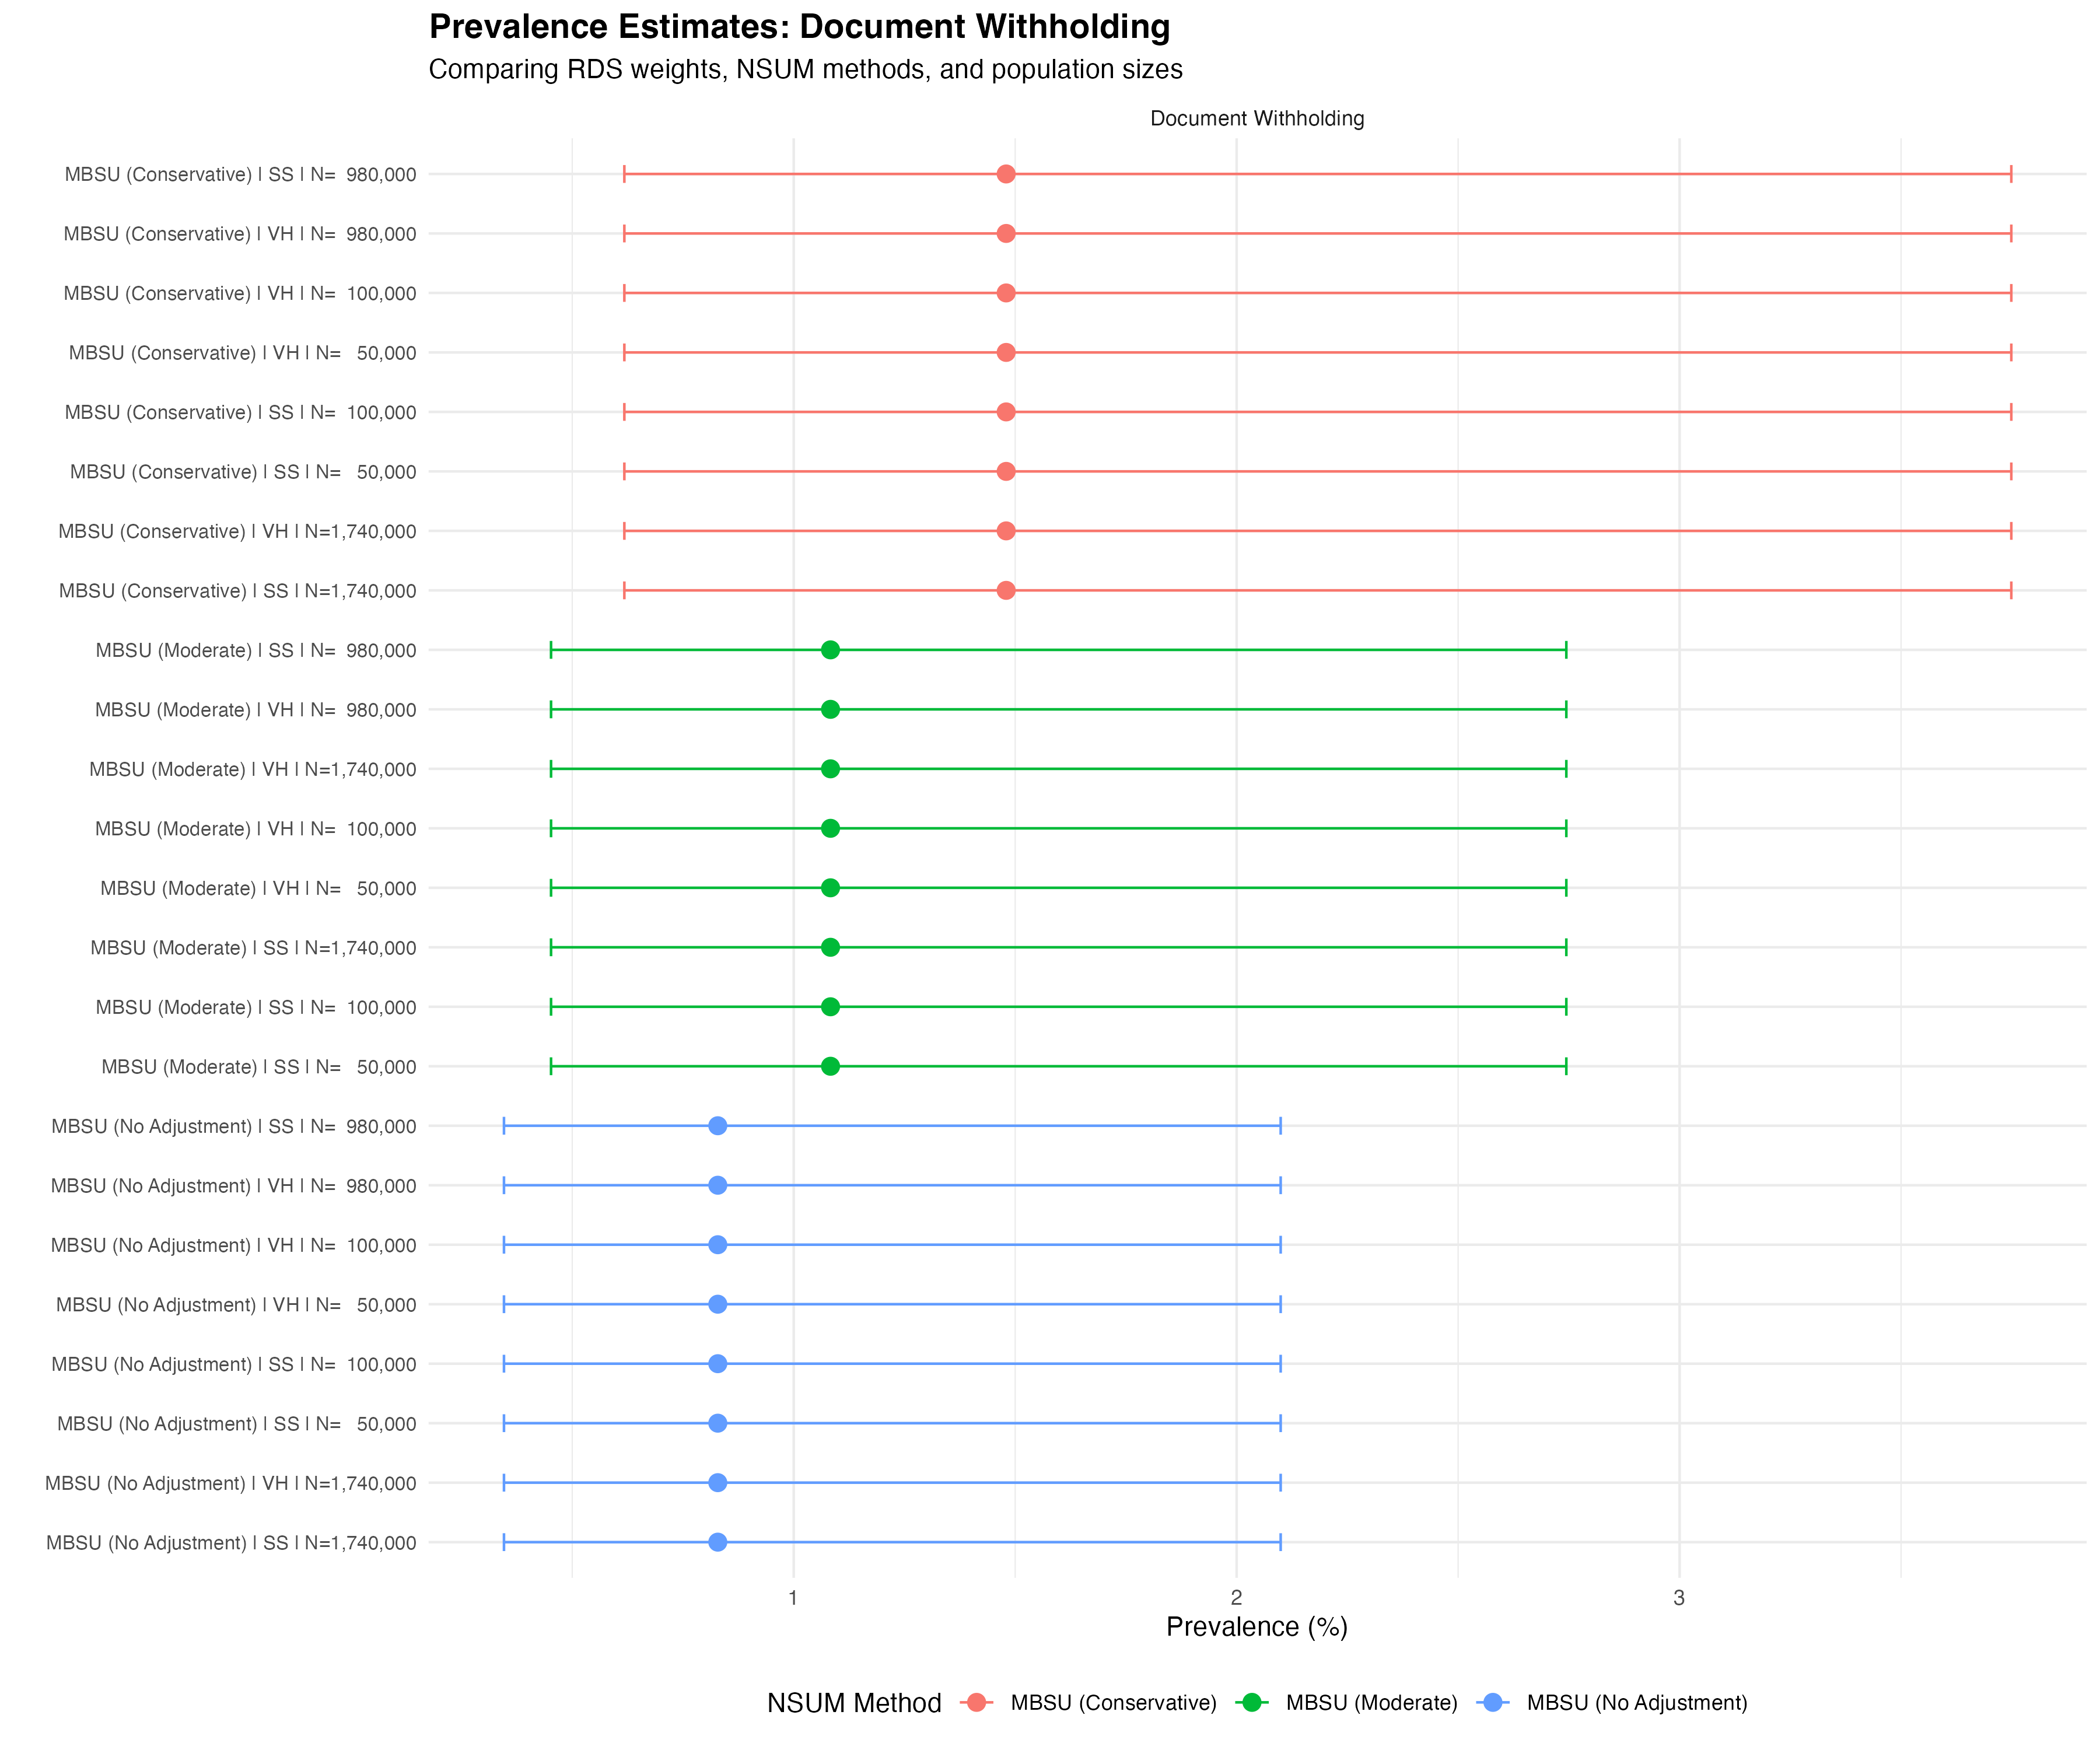 Prevalence Estimates: Document Withholding
Comparing RDS weights, NSUM methods, and population sizes
Document Withholding
MBSU (Conservative) | SS | N=  980,000
MBSU (Conservative) | VH | N=  980,000
MBSU (Conservative) | VH | N=  100,000
MBSU (Conservative) | VH | N=   50,000
MBSU (Conservative) | SS | N=  100,000
MBSU (Conservative) | SS | N=   50,000
MBSU (Conservative) | VH | N=1,740,000
MBSU (Conservative) | SS | N=1,740,000
MBSU (Moderate) | SS | N=  980,000
MBSU (Moderate) | VH | N=  980,000
MBSU (Moderate) | VH | N=1,740,000
MBSU (Moderate) | VH | N=  100,000
MBSU (Moderate) | VH | N=   50,000
MBSU (Moderate) | SS | N=1,740,000
MBSU (Moderate) | SS | N=  100,000
MBSU (Moderate) | SS | N=   50,000
MBSU (No Adjustment) | SS | N=  980,000
MBSU (No Adjustment) | VH | N=  980,000
MBSU (No Adjustment) | VH | N=  100,000
MBSU (No Adjustment) | VH | N=   50,000
MBSU (No Adjustment) | SS | N=  100,000
MBSU (No Adjustment) | SS | N=   50,000
MBSU (No Adjustment) | VH | N=1,740,000
MBSU (No Adjustment) | SS | N=1,740,000
1 2 3
Prevalence (%)
NSUM Method MBSU (Conservative) MBSU (Moderate) MBSU (No Adjustment)